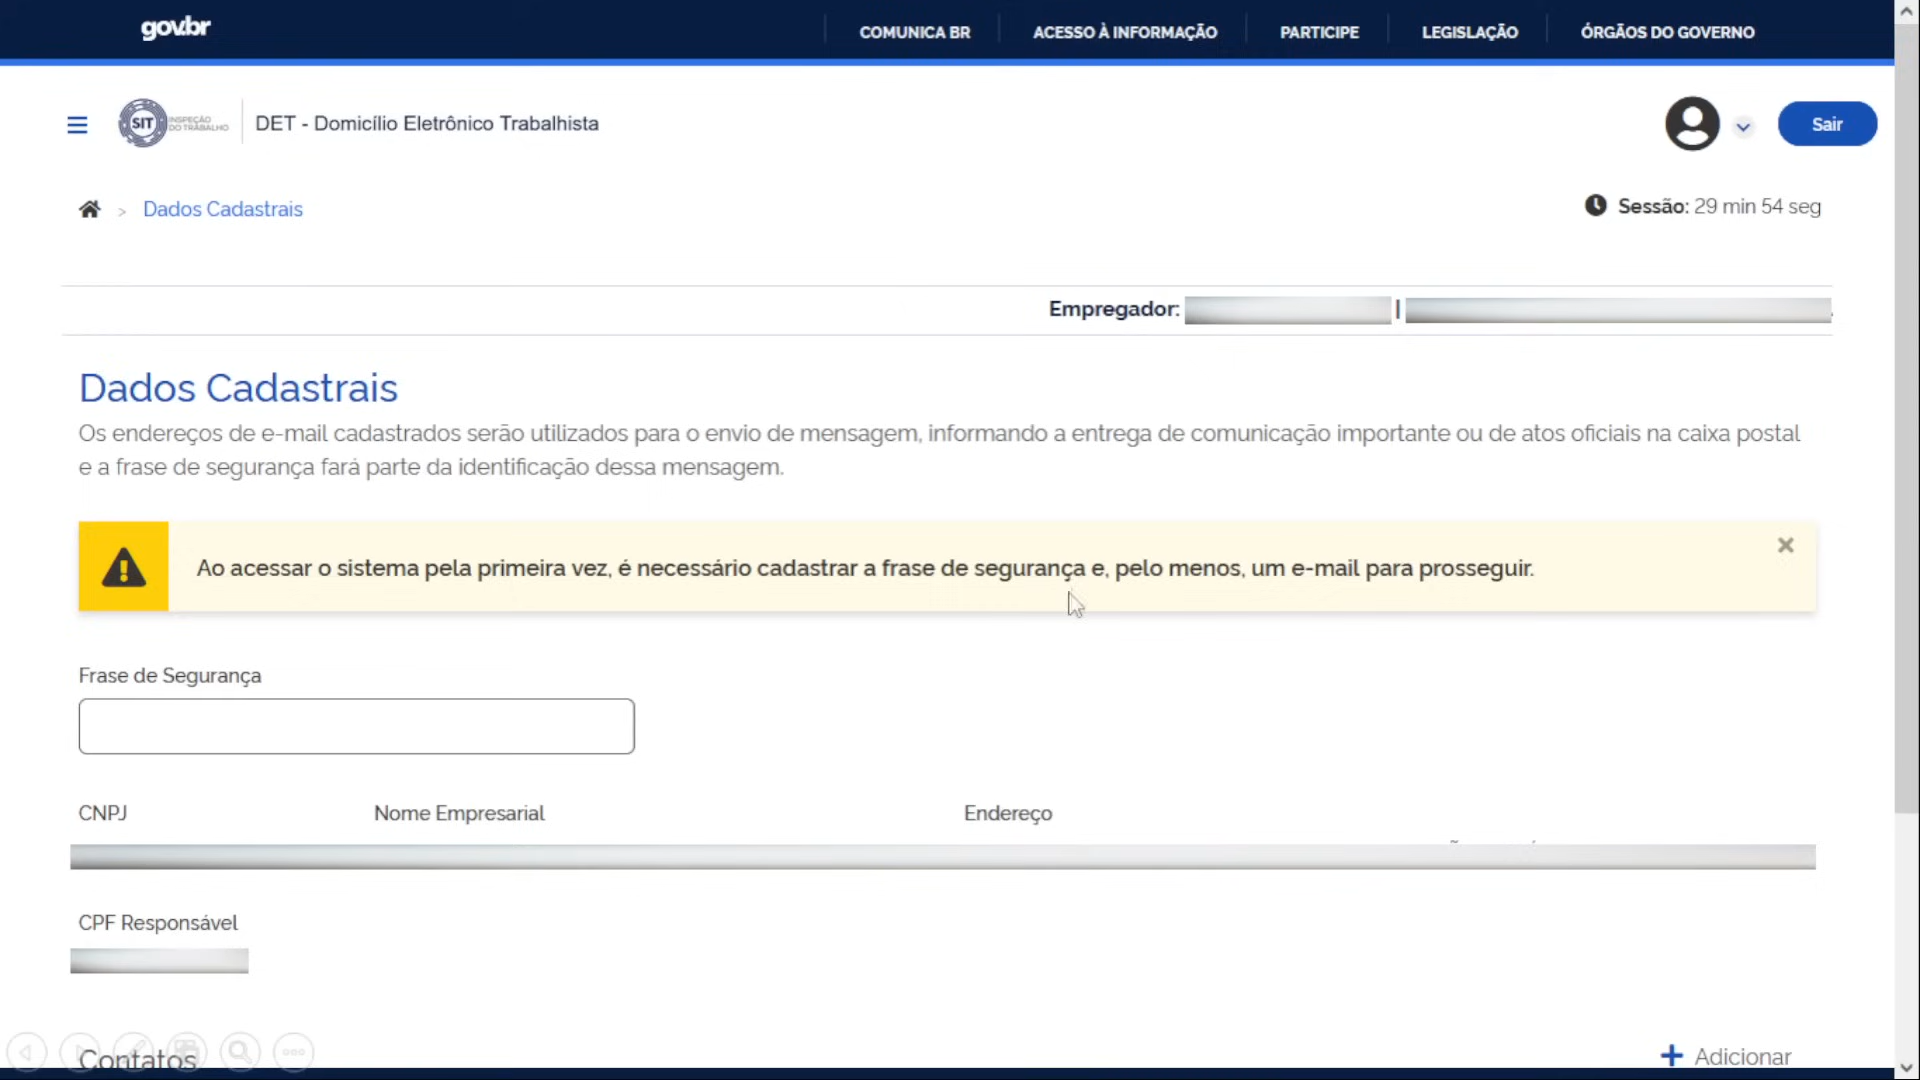 gov.br
COMUNICA BR
ACESSO À INFORMAÇÃO
PARTICIPE
LEGISLAÇÃO
ÓRGÃOS DO GOVERNO
SIT INSPEÇÃO
DO TRABALHO
DET - Domicílio Eletrônico Trabalhista
Sair
> Dados Cadastrais
Sessão: 29 min 54 seg
Empregador: |
Dados Cadastrais
Os endereços de e-mail cadastrados serão utilizados para o envio de mensagem, informando a entrega de comunicação importante ou de atos oficiais na caixa postal
e a frase de segurança fará parte da identificação dessa mensagem.
Ao acessar o sistema pela primeira vez, é necessário cadastrar a frase de segurança e, pelo menos, um e-mail para prosseguir.
Frase de Segurança
CNPJ
Nome Empresarial
Endereço
CPF Responsável
Contatos
Adicionar